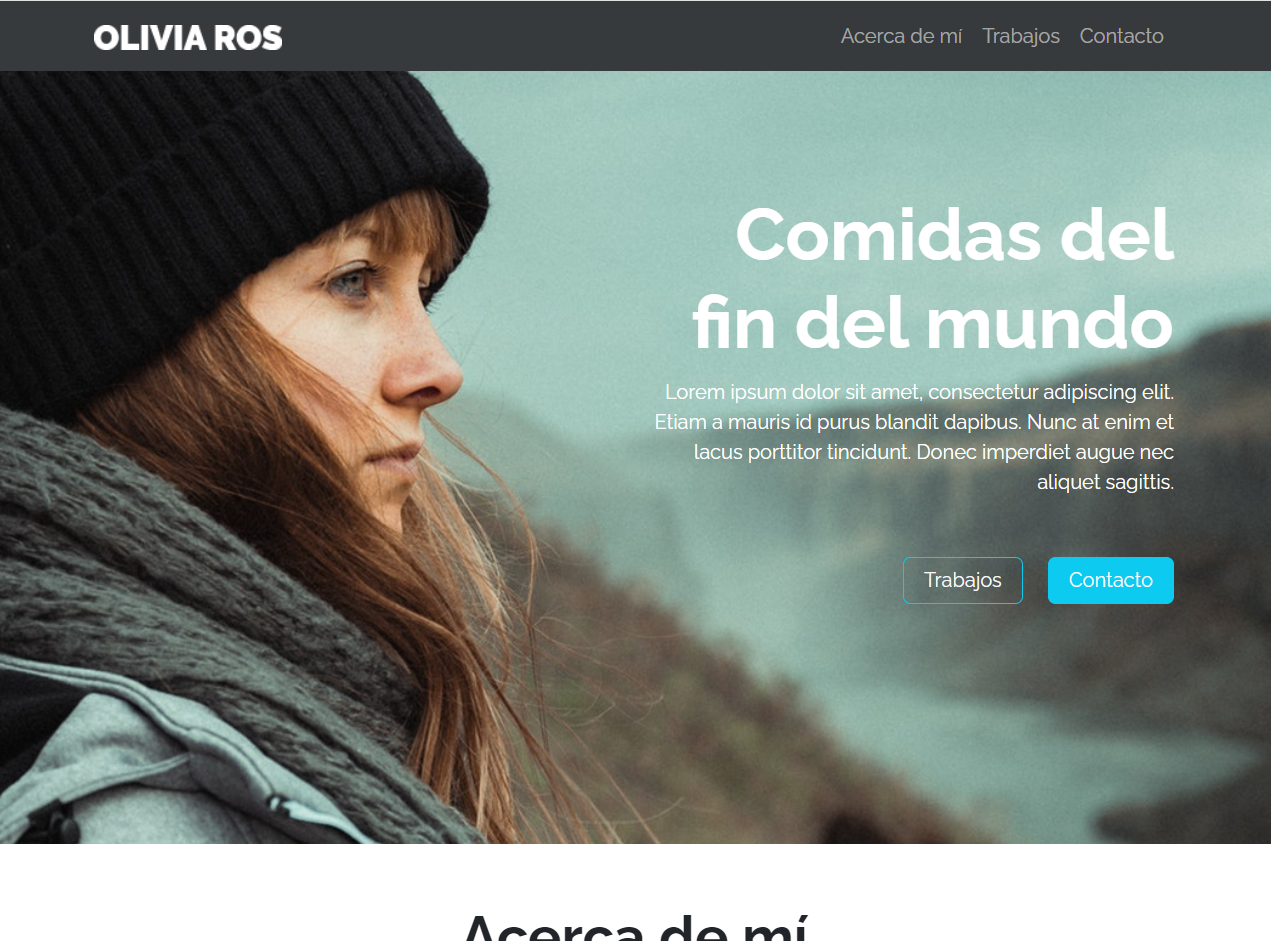 OLIVIA ROS
Acerca de mí Trabajos Contacto
Comidas del
fin del mundo
Lorem ipsum dolor sit amet, consectetur adipiscing elit.
Etiam a mauris id purus blandit dapibus. Nunc at enim et
lacus porttitor tincidunt. Donec imperdiet augue nec
aliquet sagittis.
Trabajos Contacto
Acerca de mí